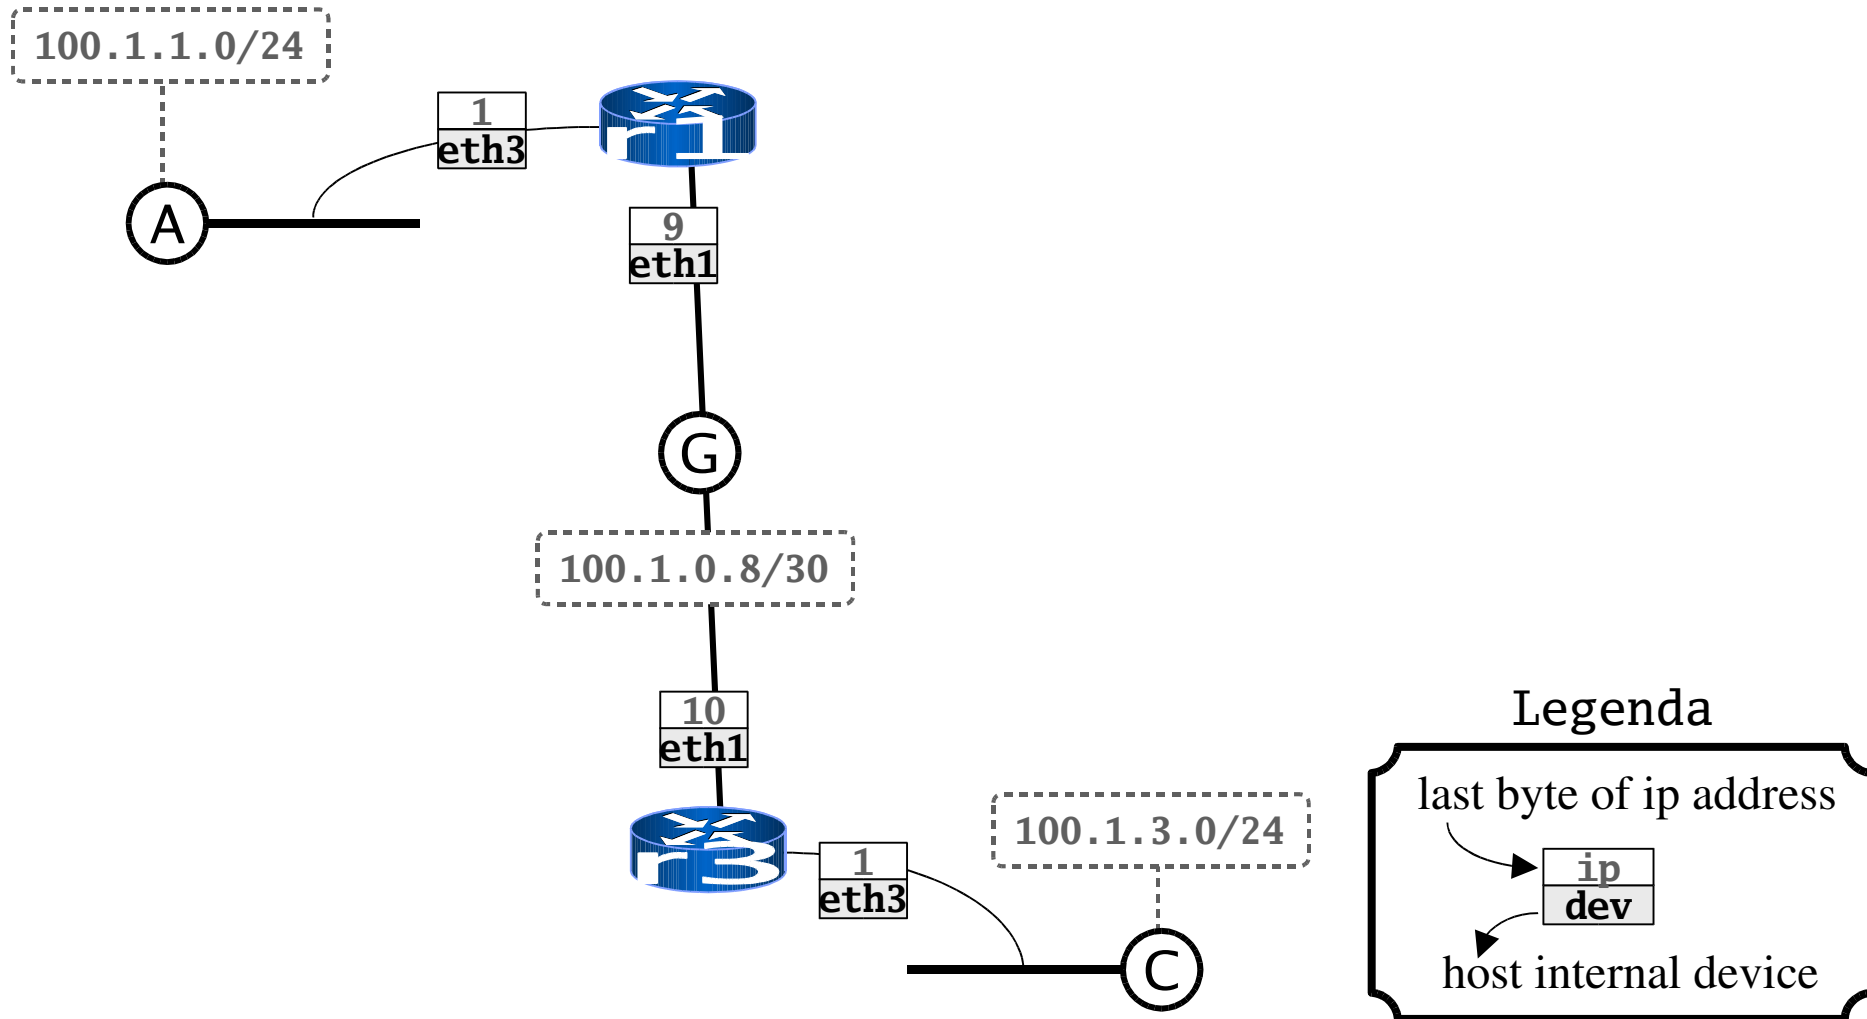 100.1.1.0/24
1
eth3
r1
A
9
eth1
G
100.1.0.8/30
10
eth1
r3
1
eth3
100.1.3.0/24
C
Legenda
last byte of ip address
ip
dev
host internal device